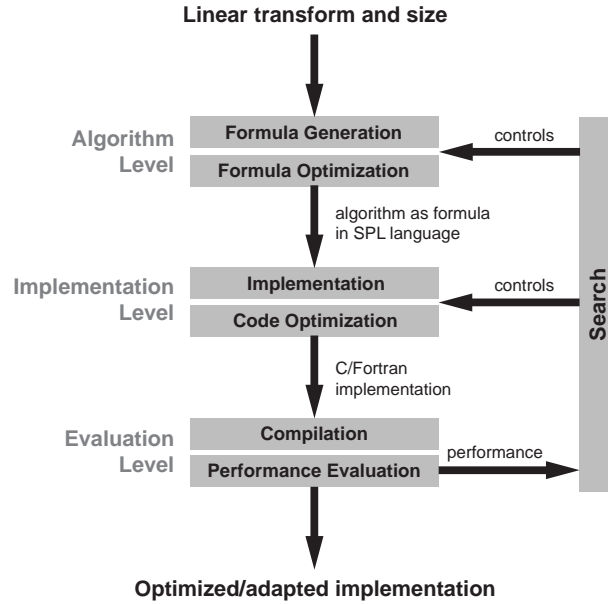 Linear transform and size
Algorithm
Level
Formula Generation
Formula Optimization
controls
algorithm as formula
in SPL language
Implementation
Level
Implementation
Code Optimization
controls
Search
C/Fortran
implementation
Evaluation
Level
Compilation
Performance Evaluation
performance
Optimized/adapted implementation